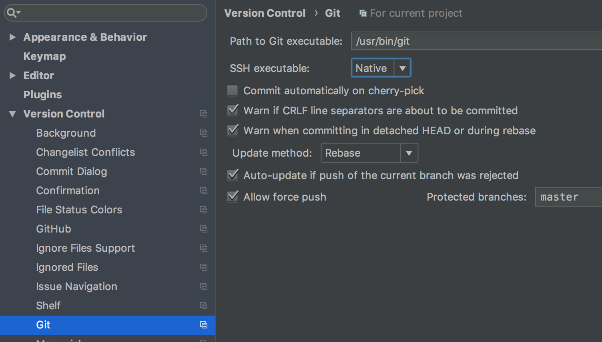 Version Control › Git For current project
Appearance & Behavior
Keymap
Editor
Plugins
Version Control
Background
Changelist Conflicts
Commit Dialog
Confirmation
File Status Colors
GitHub
Ignore Files Support
Ignored Files
Issue Navigation
Shelf
Git
Path to Git executable: /usr/bin/git
SSH executable: Native
Commit automatically on cherry-pick
Warn if CRLF line separators are about to be committed
Warn when committing in detached HEAD or during rebase
Update method: Rebase
Auto-update if push of the current branch was rejected
Allow force push Protected branches: master